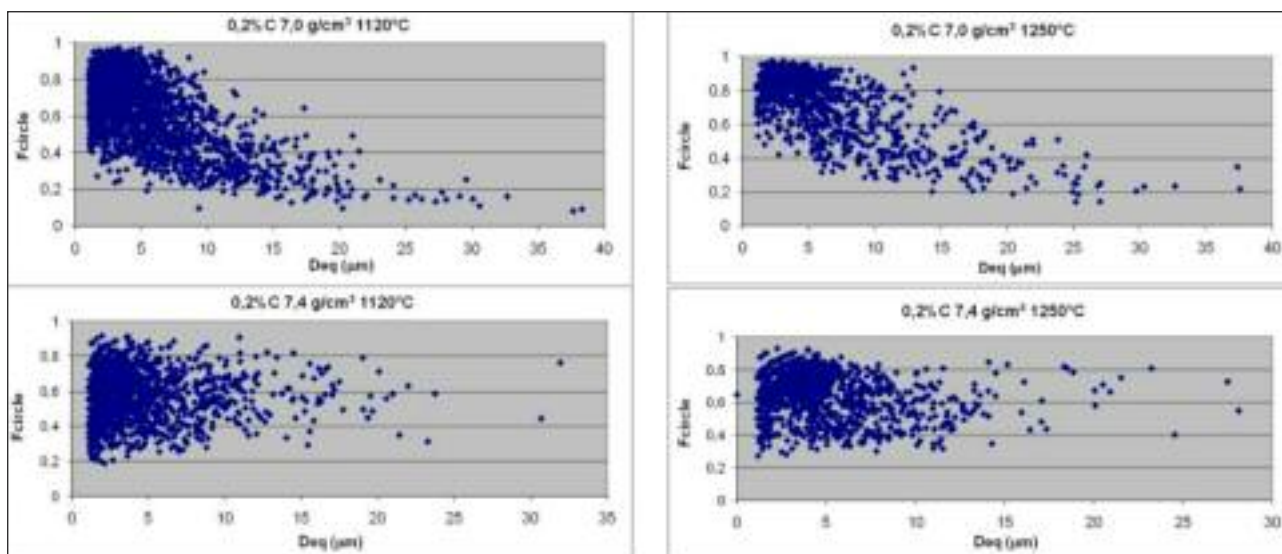 0,2%C 7,0 g/cm³ 1120°C
1
0.8
0.6
0.4
0.2
0
Fcircle
0 5 10 15 20 25 30 35 40
Deq (µm)
0,2%C 7,0 g/cm³ 1250°C
1
0.8
0.6
0.4
0.2
0
Fcircle
0 5 10 15 20 25 30 35 40
Deq (µm)
0,2%C 7,4 g/cm³ 1120°C
1
0.8
0.6
0.4
0.2
0
Fcircle
0 5 10 15 20 25 30 35
Deq (µm)
0,2%C 7,4 g/cm³ 1250°C
1
0.8
0.6
0.4
0.2
0
Fcircle
0 5 10 15 20 25 30
Deq (µm)